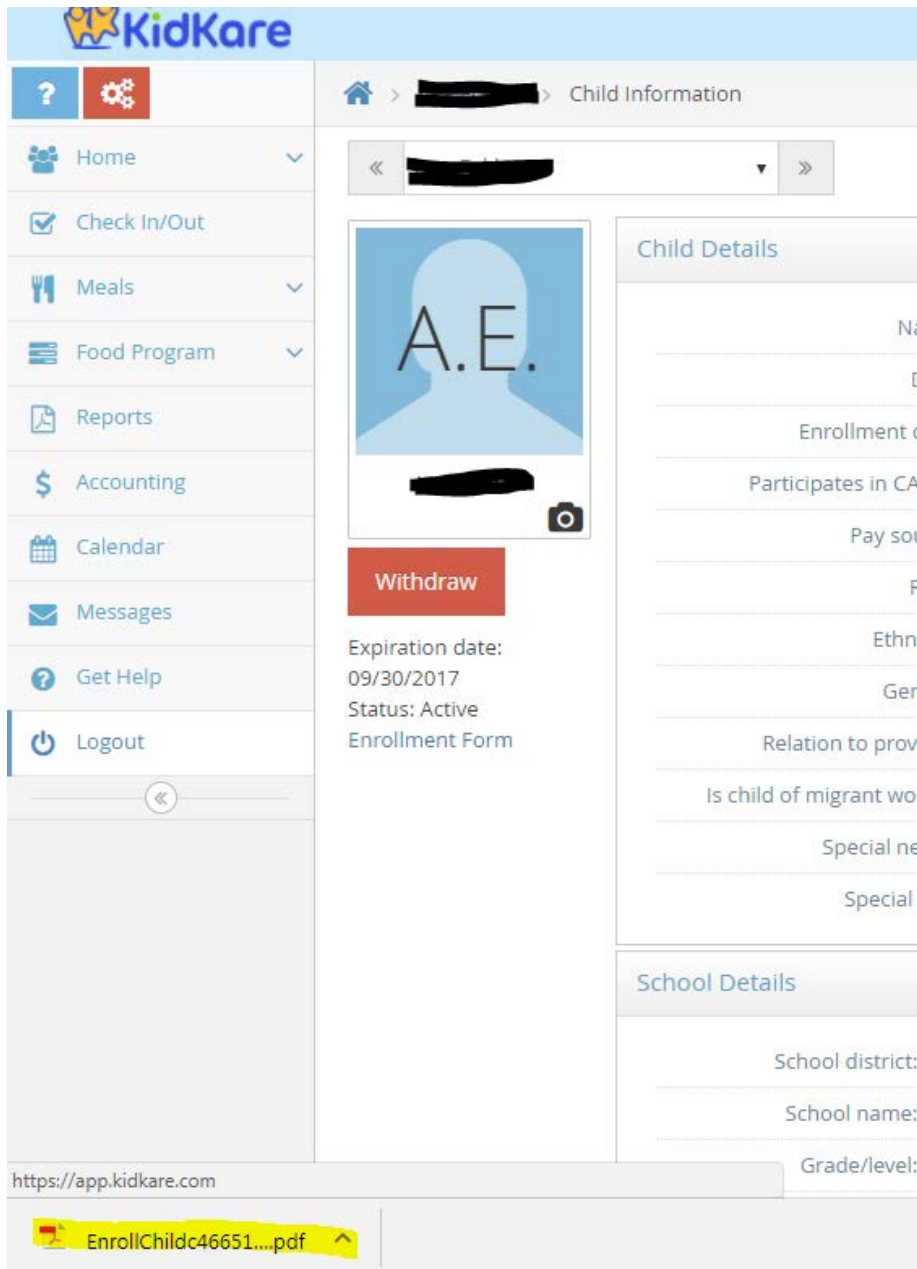 KidKare
?
> > Child Information
« ▼ »
Home
Check In/Out
Meals
Food Program
Reports
Accounting
Calendar
Messages
Get Help
Logout
«
A.E.
Withdraw
Expiration date:
09/30/2017
Status: Active
Enrollment Form
Child Details
Na
D
Enrollment d
Participates in CA
Pay sou
R
Ethn
Gen
Relation to prov
Is child of migrant wo
Special ne
Special
School Details
School district:
School name:
Grade/level:
https://app.kidkare.com
EnrollChildc46651....pdf